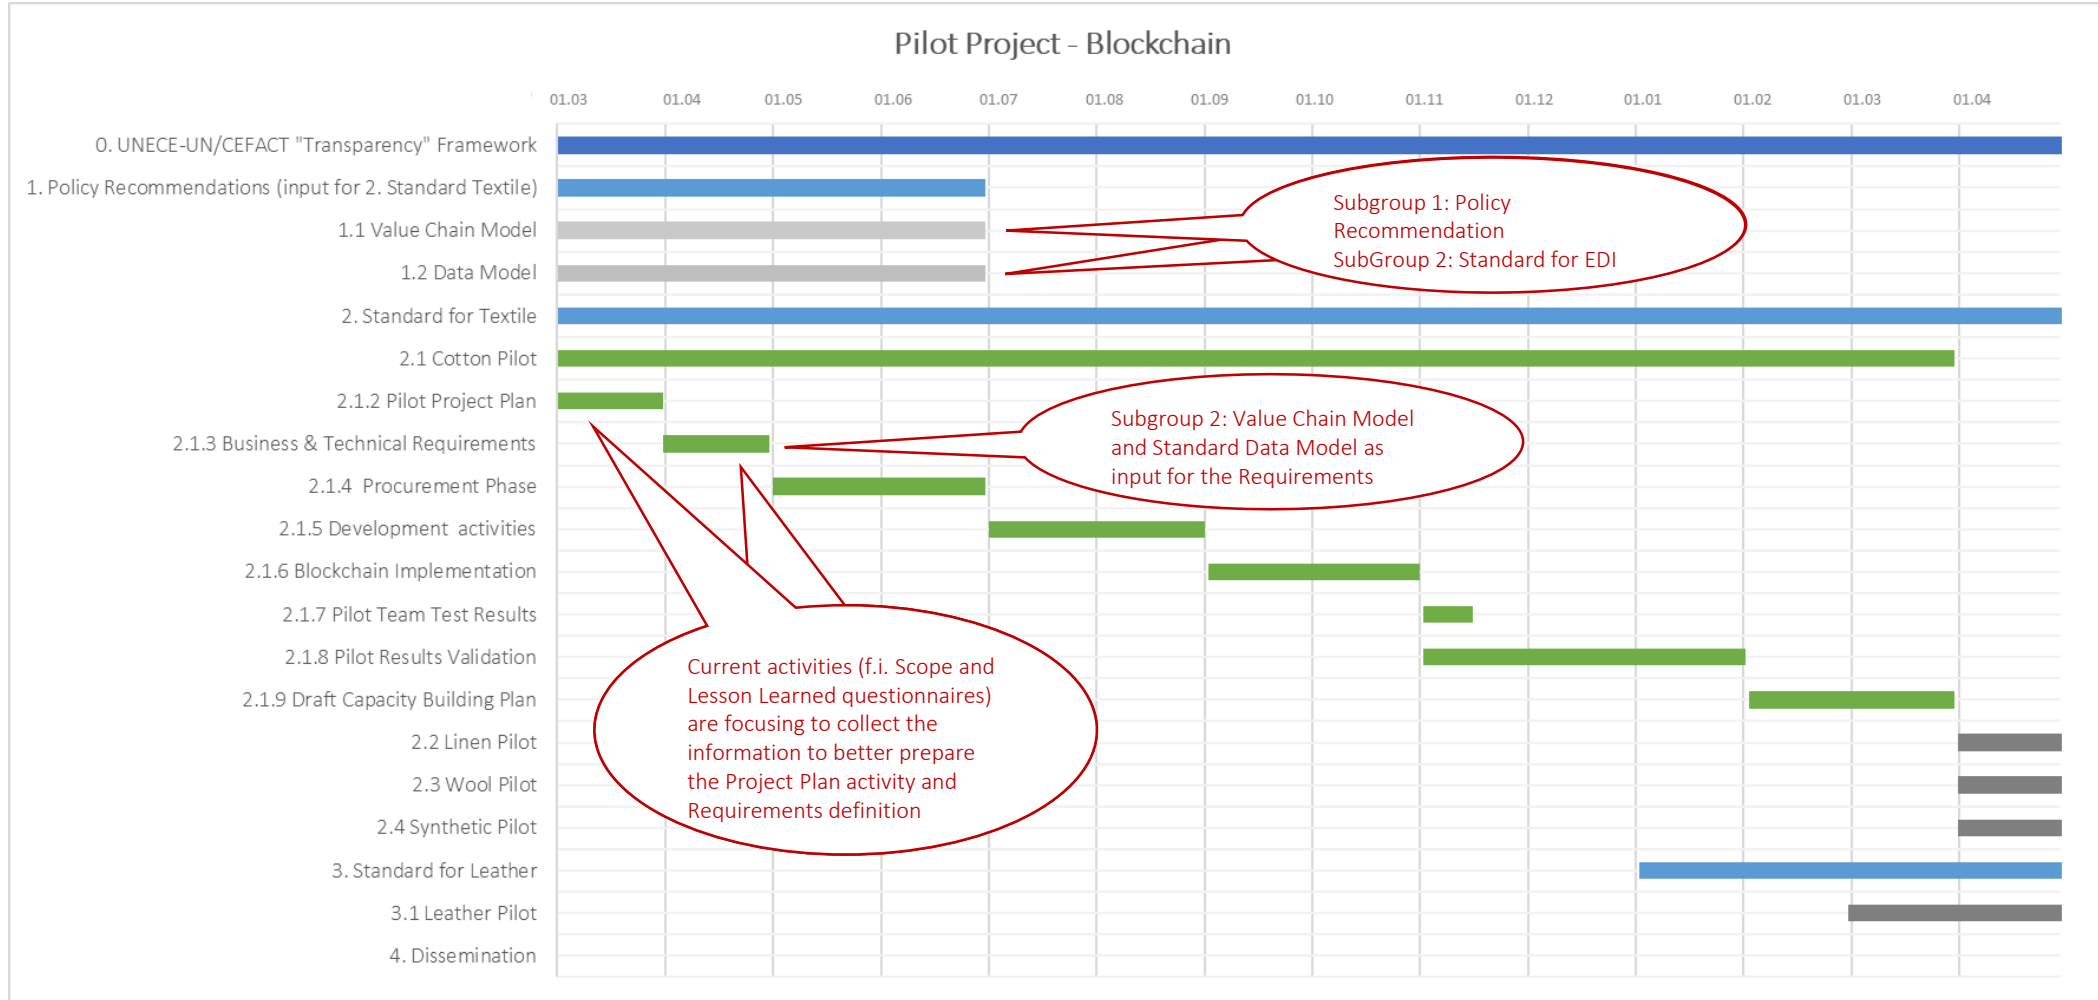 Pilot Project - Blockchain
01.03 01.04 01.05 01.06 01.07 01.08 01.09 01.10 01.11 01.12 01.01 01.02 01.03 01.04
0. UNECE-UN/CEFACT "Transparency" Framework
1. Policy Recommendations (input for 2. Standard Textile)
1.1 Value Chain Model
1.2 Data Model
2. Standard for Textile
2.1 Cotton Pilot
2.1.2 Pilot Project Plan
2.1.3 Business & Technical Requirements
2.1.4 Procurement Phase
2.1.5 Development activities
2.1.6 Blockchain Implementation
2.1.7 Pilot Team Test Results
2.1.8 Pilot Results Validation
2.1.9 Draft Capacity Building Plan
2.2 Linen Pilot
2.3 Wool Pilot
2.4 Synthetic Pilot
3. Standard for Leather
3.1 Leather Pilot
4. Dissemination
Subgroup 1: Policy
Recommendation
SubGroup 2: Standard for EDI
Subgroup 2: Value Chain Model
and Standard Data Model as
input for the Requirements
Current activities (f.i. Scope and
Lesson Learned questionnaires)
are focusing to collect the
information to better prepare
the Project Plan activity and
Requirements definition